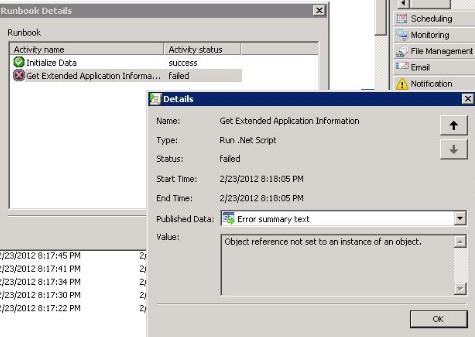 Runbook Details
Runbook
Activity name Activity status
Initialize Data success
Get Extended Application Informa... failed
Scheduling
Monitoring
File Management
Email
Notification
Details
Name: Get Extended Application Information
Type: Run .Net Script
Status: failed
Start Time: 2/23/2012 8:18:05 PM
End Time: 2/23/2012 8:18:05 PM
Published Data: Error summary text
Value: Object reference not set to an instance of an object.
OK
2/23/2012 8:17:45 PM 2/
2/23/2012 8:17:41 PM 2/
2/23/2012 8:17:34 PM 2/
2/23/2012 8:17:30 PM 2/
2/23/2012 8:17:22 PM 2/